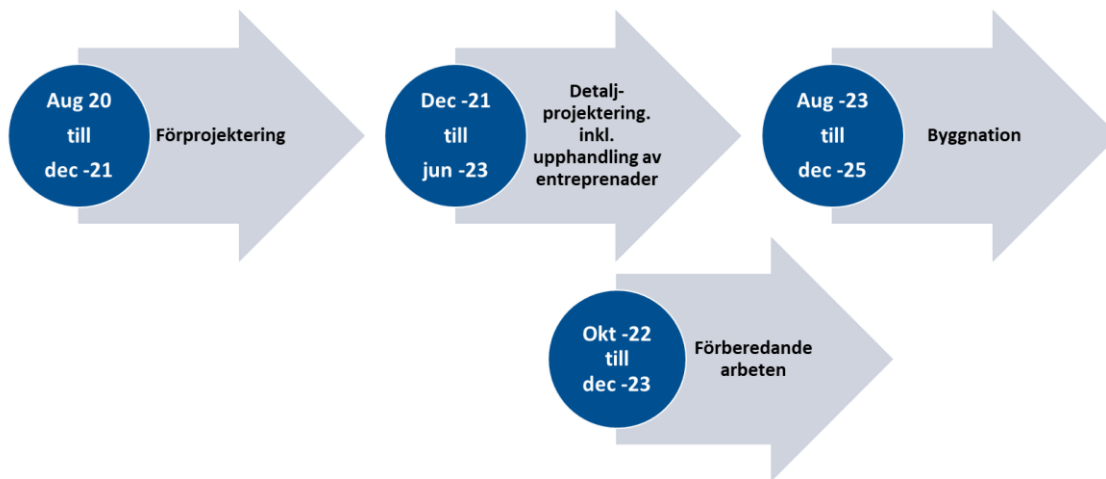 Aug 20
till
dec -21
Förprojektering
Dec -21
till
jun -23
Detalj-
projektering.
inkl.
upphandling av
entreprenader
Aug -23
till
dec -25
Byggnation
Okt -22
till
dec -23
Förberedande
arbeten